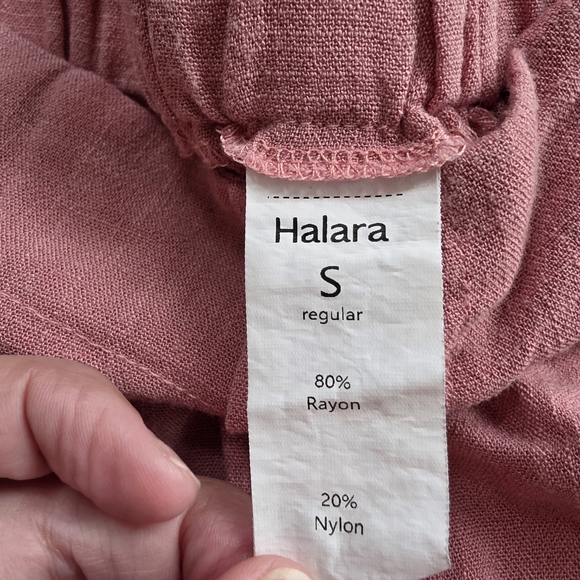 Halara
S
regular
80%
Rayon
20%
Nylon